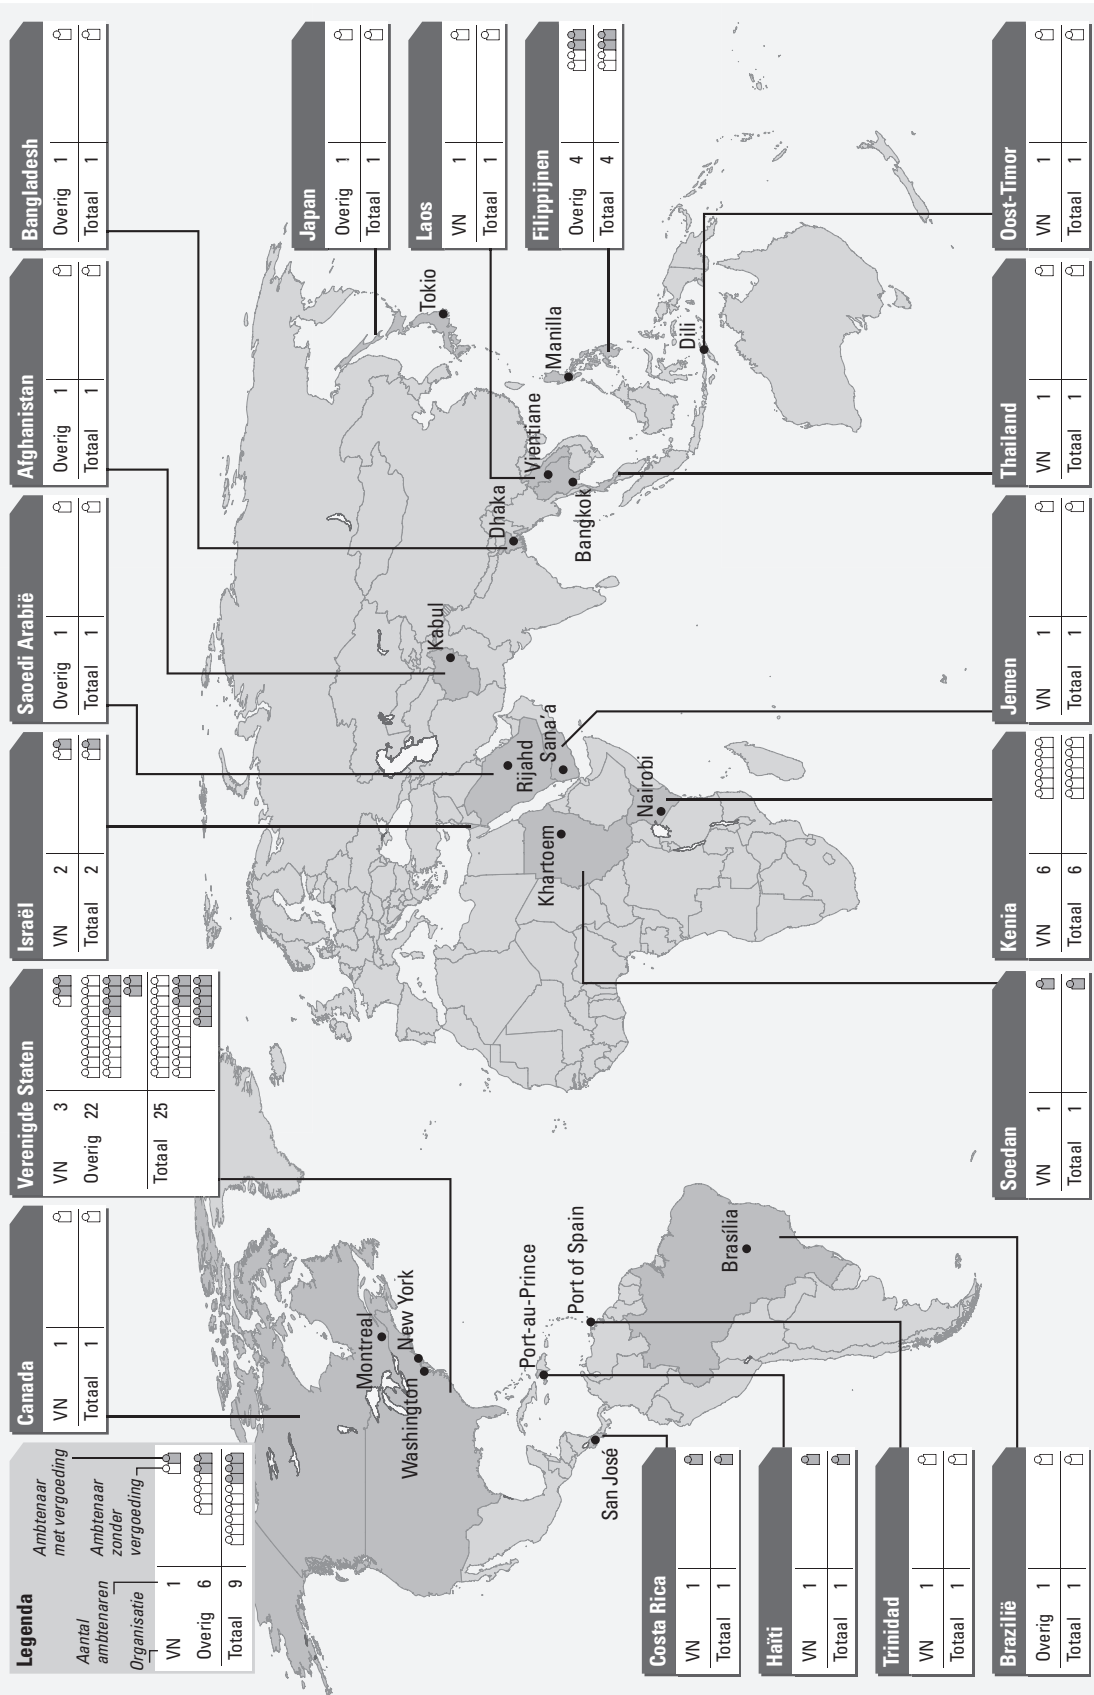 Legenda
Ambtenaar
met vergoeding
Ambtenaar
zonder
vergoeding
Aantal
ambtenaren
Organisatie
VN 1
Overig 6
Totaal 9
Canada
VN 1
Totaal 1
Verenigde Staten
VN 3
Overig 22
Totaal 25
Israël
VN 2
Totaal 2
Saoedi Arabië
Overig 1
Totaal 1
Afghanistan
Overig 1
Totaal 1
Bangladesh
Overig 1
Totaal 1
Japan
Overig 1
Totaal 1
Laos
VN 1
Totaal 1
Filippijnen
Overig 4
Totaal 4
Montreal
New York
Washington
Port-au-Prince
Port of Spain
San José
Brasília
Khartoem
Nairobi
Rijahd
Sana'a
Kabul
Dhaka
Vientiane
Bangkok
Manilla
Tokio
Dili
Costa Rica
VN 1
Totaal 1
Haïti
VN 1
Totaal 1
Trinidad
VN 1
Totaal 1
Brazilië
Overig 1
Totaal 1
Soedan
VN 1
Totaal 1
Kenia
VN 6
Totaal 6
Jemen
VN 1
Totaal 1
Thailand
VN 1
Totaal 1
Oost-Timor
VN 1
Totaal 1